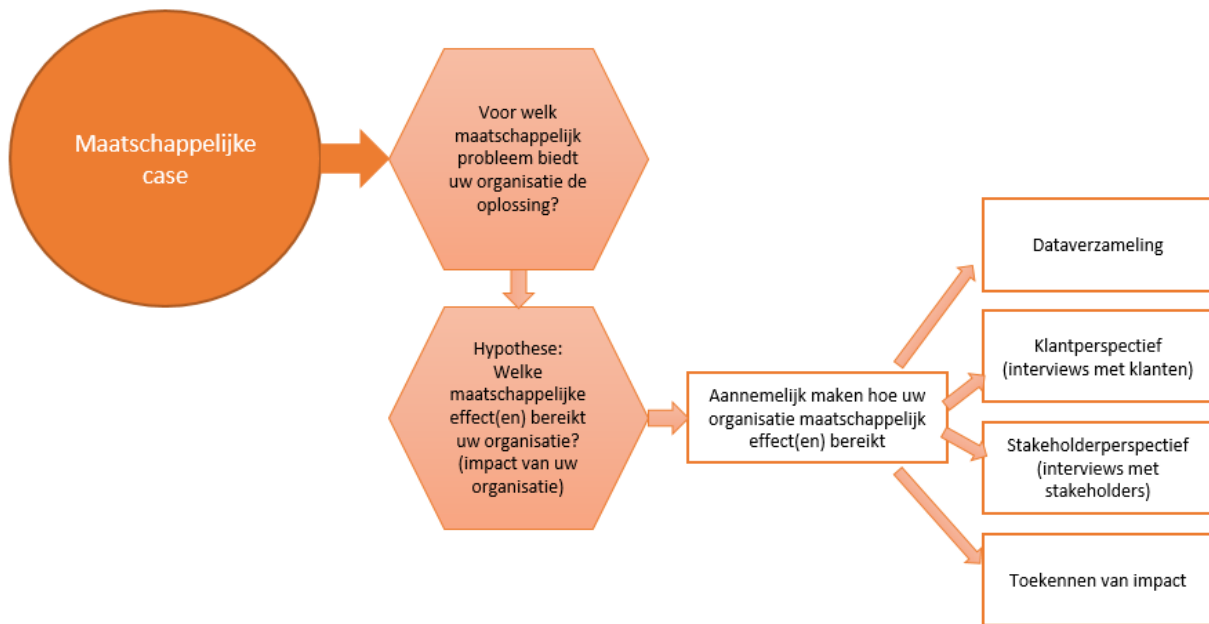 Maatschappelijke
case
Voor welk
maatschappelijk
probleem biedt
uw organisatie de
oplossing?
Hypothese:
Welke
maatschappelijke
effect(en) bereikt
uw organisatie?
(impact van uw
organisatie)
Aannemelijk maken hoe uw
organisatie maatschappelijk
effect(en) bereikt
Dataverzameling
Klantperspectief
(interviews met klanten)
Stakeholderperspectief
(interviews met
stakeholders)
Toekennen van impact